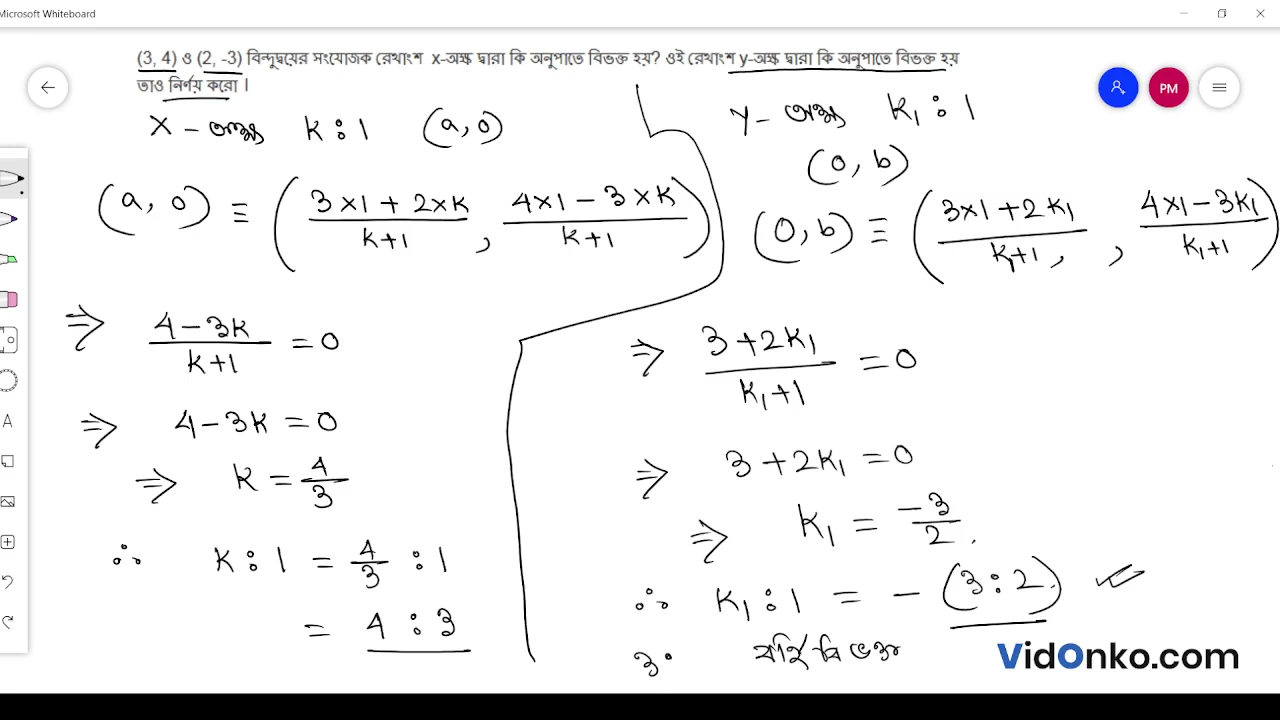 Microsoft Whiteboard
(3, 4) ও (2, -3) বিন্দুদ্বয়ের সংযোজক রেখাংশ x-অক্ষ দ্বারা কি অনুপাতে বিভক্ত হয়? ওই রেখাংশ y-অক্ষ দ্বারা কি অনুপাতে বিভক্ত হয়
তাও নির্ণয় করো।
PM
X - অক্ষ k : 1 (a, 0)
(a, 0) ≡ ( (3×1 + 2×k)/(k+1) , (4×1 - 3×k)/(k+1) )
⇒ (4-3k)/(k+1) = 0
⇒ 4-3k = 0
⇒ k = 4/3
∴ k : 1 = 4/3 : 1
= 4 : 3
Y- অক্ষ k₁ : 1
(0, b)
(0, b) ≡ ( (3×1+2k₁)/(k₁+1) , (4×1-3k₁)/(k₁+1) )
⇒ (3+2k₁)/(k₁+1) = 0
⇒ 3+2k₁ = 0
⇒ k₁ = -3/2
∴ k₁ : 1 = - (3 : 2)
বর্হিবিভক্ত
VidOnko.com
A